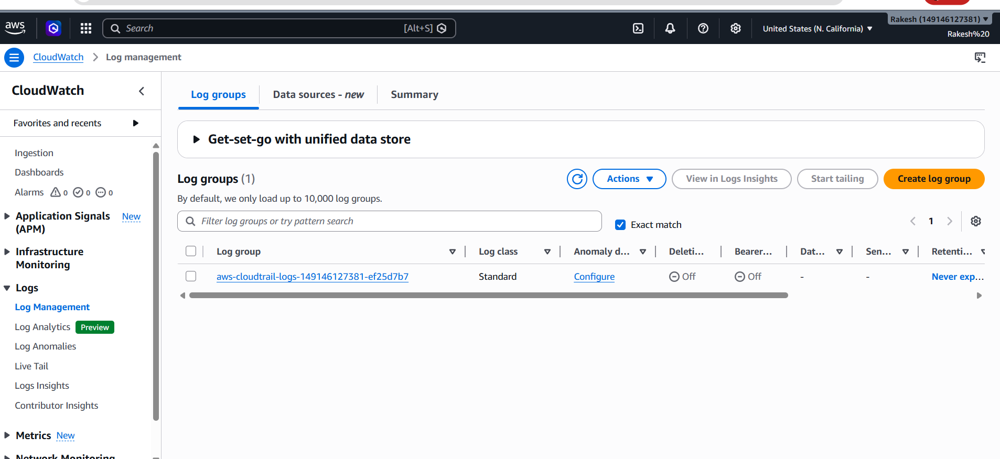 aws
Search [Alt+S]
United States (N. California)
Rakesh (149146127381)
Rakesh%20
CloudWatch
Log management
CloudWatch
Favorites and recents
Ingestion
Dashboards
Alarms 0 0 0
Application Signals (APM) New
Infrastructure Monitoring
Logs
Log Management
Log Analytics Preview
Log Anomalies
Live Tail
Logs Insights
Contributor Insights
Metrics New
Network Monitoring
Log groups
Data sources - new
Summary
Get-set-go with unified data store
Log groups (1)
Actions
View in Logs Insights
Start tailing
Create log group
By default, we only load up to 10,000 log groups.
Filter log groups or try pattern search
Exact match
1
Log group Log class Anomaly d... Deleti... Bearer... Dat... Sen... Retenti...
aws-cloudtrail-logs-149146127381-ef25d7b7 Standard Configure Off Off - - Never exp...